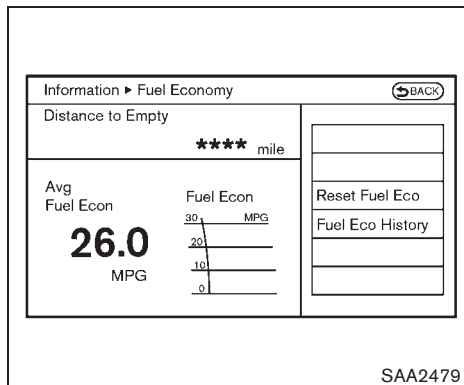 Information ▶ Fuel Economy
BACK
Distance to Empty
**** mile
Avg
Fuel Econ
26.0
MPG
Fuel Econ
30 MPG
20
10
0
Reset Fuel Eco
Fuel Eco History
SAA2479